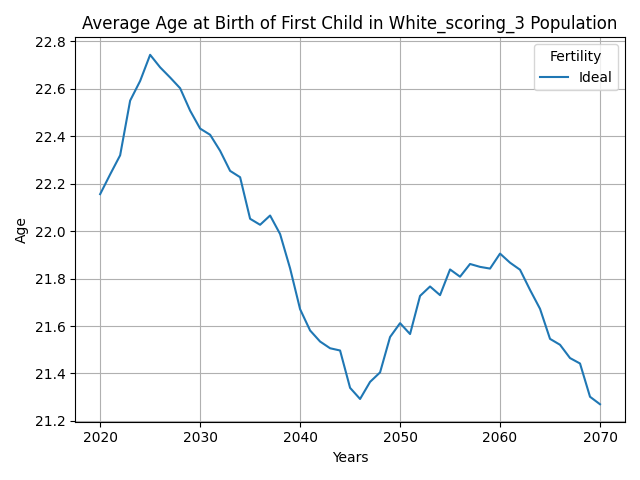 Average Age at Birth of First Child in White_scoring_3 Population
Fertility
Ideal
Age
22.8
22.6
22.4
22.2
22.0
21.8
21.6
21.4
21.2
2020 2030 2040 2050 2060 2070
Years